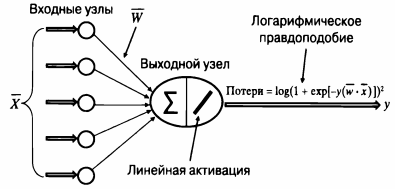 Входные узлы
W̅
Логарифмическое
правдоподобие
Выходной узел
X̅
Σ
Потери = log(1 + exp[-y(w̅ · x̅)])²
y
Линейная активация